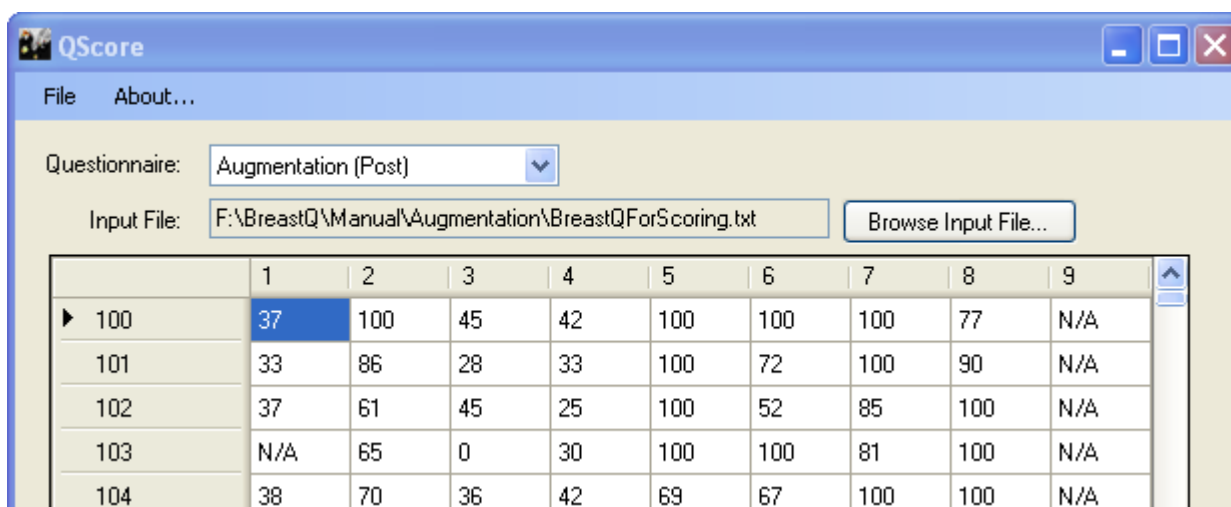 QScore
File About...
Questionnaire: Augmentation (Post)
Input File: F:\BreastQ\Manual\Augmentation\BreastQForScoring.txt Browse Input File...
1 2 3 4 5 6 7 8 9
100 37 100 45 42 100 100 100 77 N/A
101 33 86 28 33 100 72 100 90 N/A
102 37 61 45 25 100 52 85 100 N/A
103 N/A 65 0 30 100 100 81 100 N/A
104 38 70 36 42 69 67 100 100 N/A